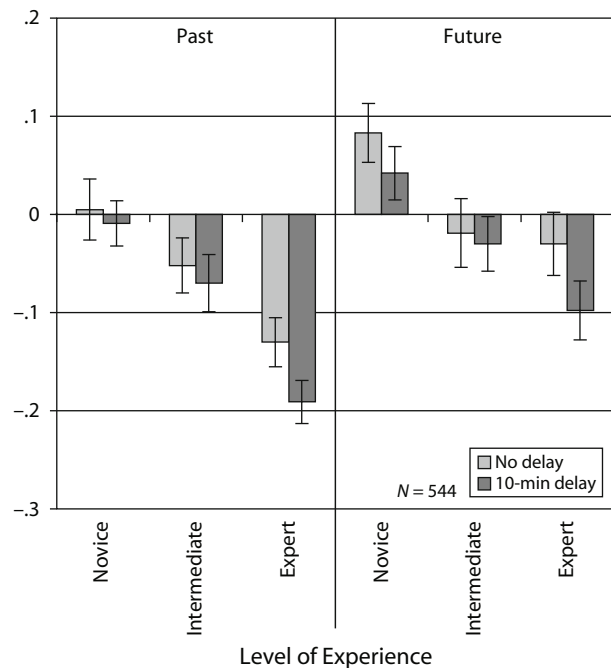 .2
Past
Future
.1
0
–.1
–.2
–.3
No delay
10-min delay
N = 544
Novice
Intermediate
Expert
Novice
Intermediate
Expert
Level of Experience